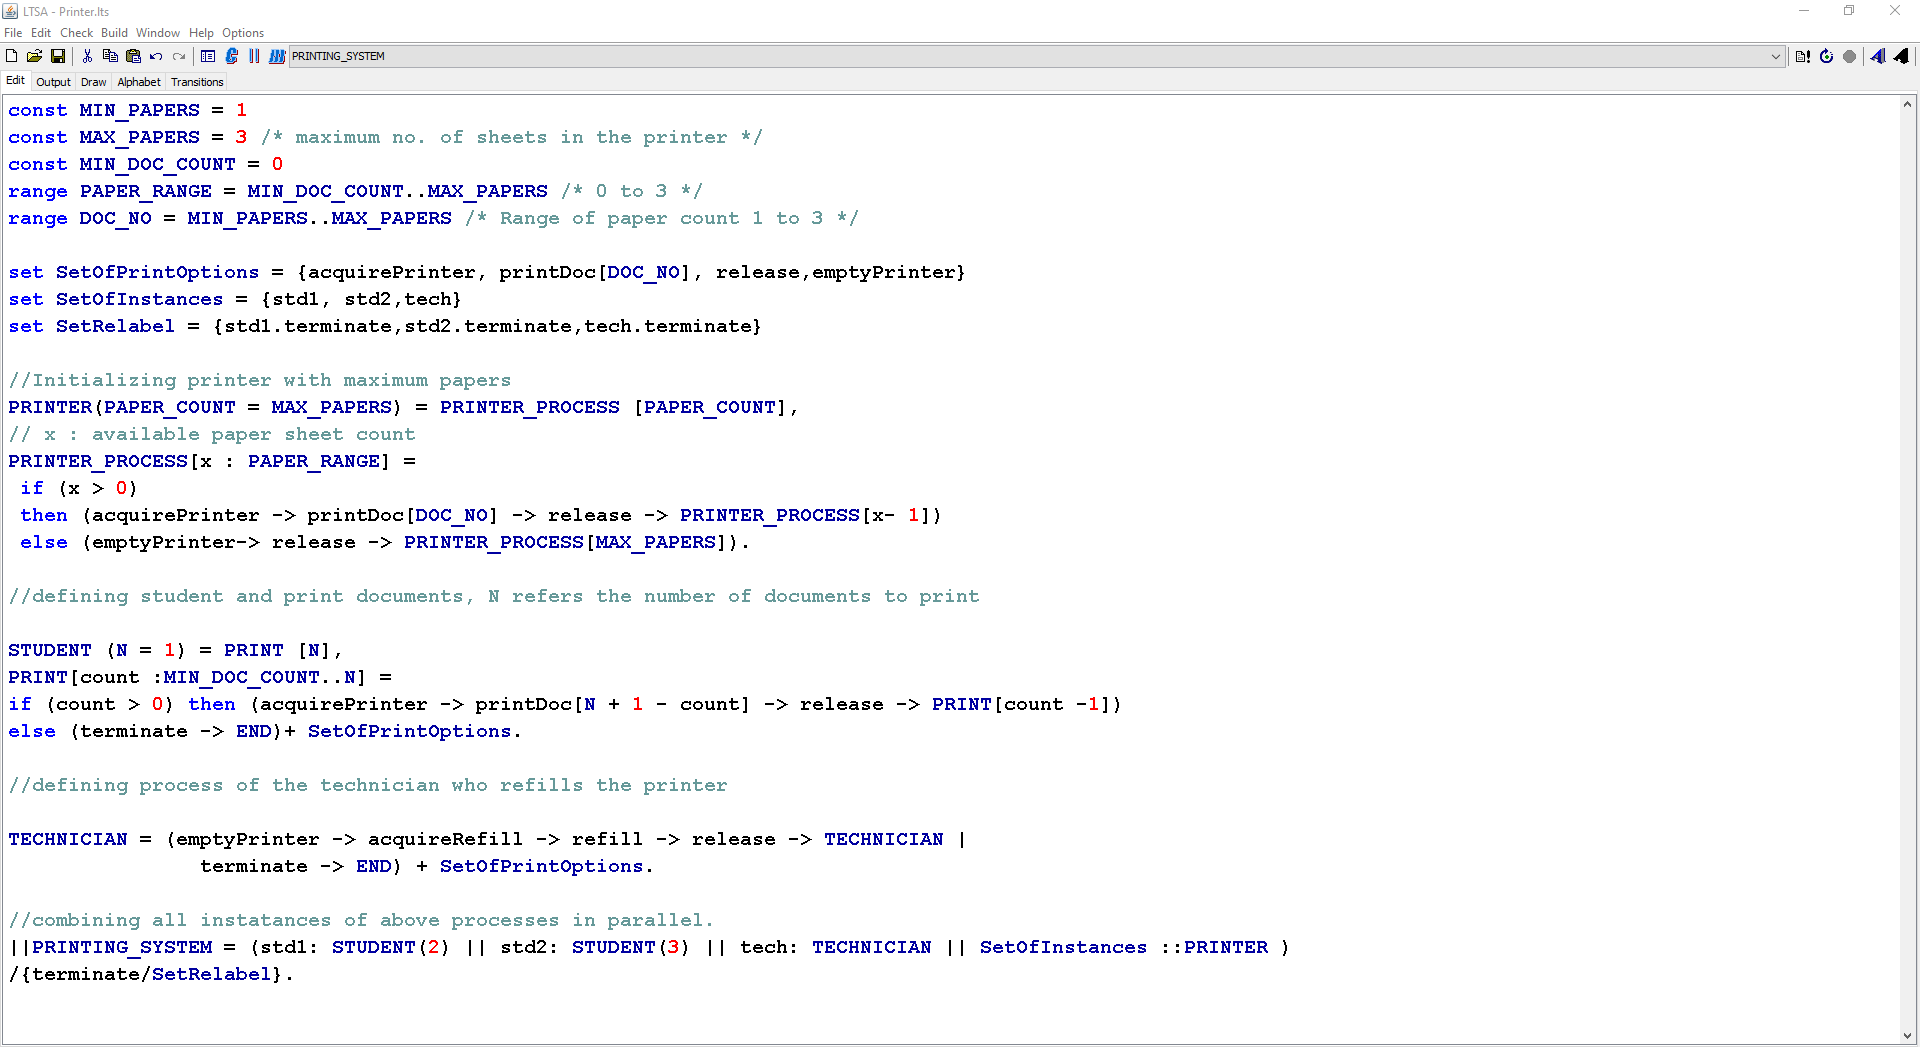 LTSA - Printer.lts
File Edit Check Build Window Help Options
PRINTING_SYSTEM
Edit Output Draw Alphabet Transitions
const MIN_PAPERS = 1
const MAX_PAPERS = 3 /* maximum no. of sheets in the printer */
const MIN_DOC_COUNT = 0
range PAPER_RANGE = MIN_DOC_COUNT..MAX_PAPERS /* 0 to 3 */
range DOC_NO = MIN_PAPERS..MAX_PAPERS /* Range of paper count 1 to 3 */
set SetOfPrintOptions = {acquirePrinter, printDoc[DOC_NO], release,emptyPrinter}
set SetOfInstances = {std1, std2,tech}
set SetRelabel = {std1.terminate,std2.terminate,tech.terminate}
//Initializing printer with maximum papers
PRINTER(PAPER_COUNT = MAX_PAPERS) = PRINTER_PROCESS [PAPER_COUNT],
// x : available paper sheet count
PRINTER_PROCESS[x : PAPER_RANGE] =
if (x > 0)
then (acquirePrinter -> printDoc[DOC_NO] -> release -> PRINTER_PROCESS[x- 1])
else (emptyPrinter-> release -> PRINTER_PROCESS[MAX_PAPERS]).
//defining student and print documents, N refers the number of documents to print
STUDENT (N = 1) = PRINT [N],
PRINT[count :MIN_DOC_COUNT..N] =
if (count > 0) then (acquirePrinter -> printDoc[N + 1 - count] -> release -> PRINT[count -1])
else (terminate -> END)+ SetOfPrintOptions.
//defining process of the technician who refills the printer
TECHNICIAN = (emptyPrinter -> acquireRefill -> refill -> release -> TECHNICIAN |
terminate -> END) + SetOfPrintOptions.
//combining all instatances of above processes in parallel.
||PRINTING_SYSTEM = (std1: STUDENT(2) || std2: STUDENT(3) || tech: TECHNICIAN || SetOfInstances ::PRINTER )
/{terminate/SetRelabel}.